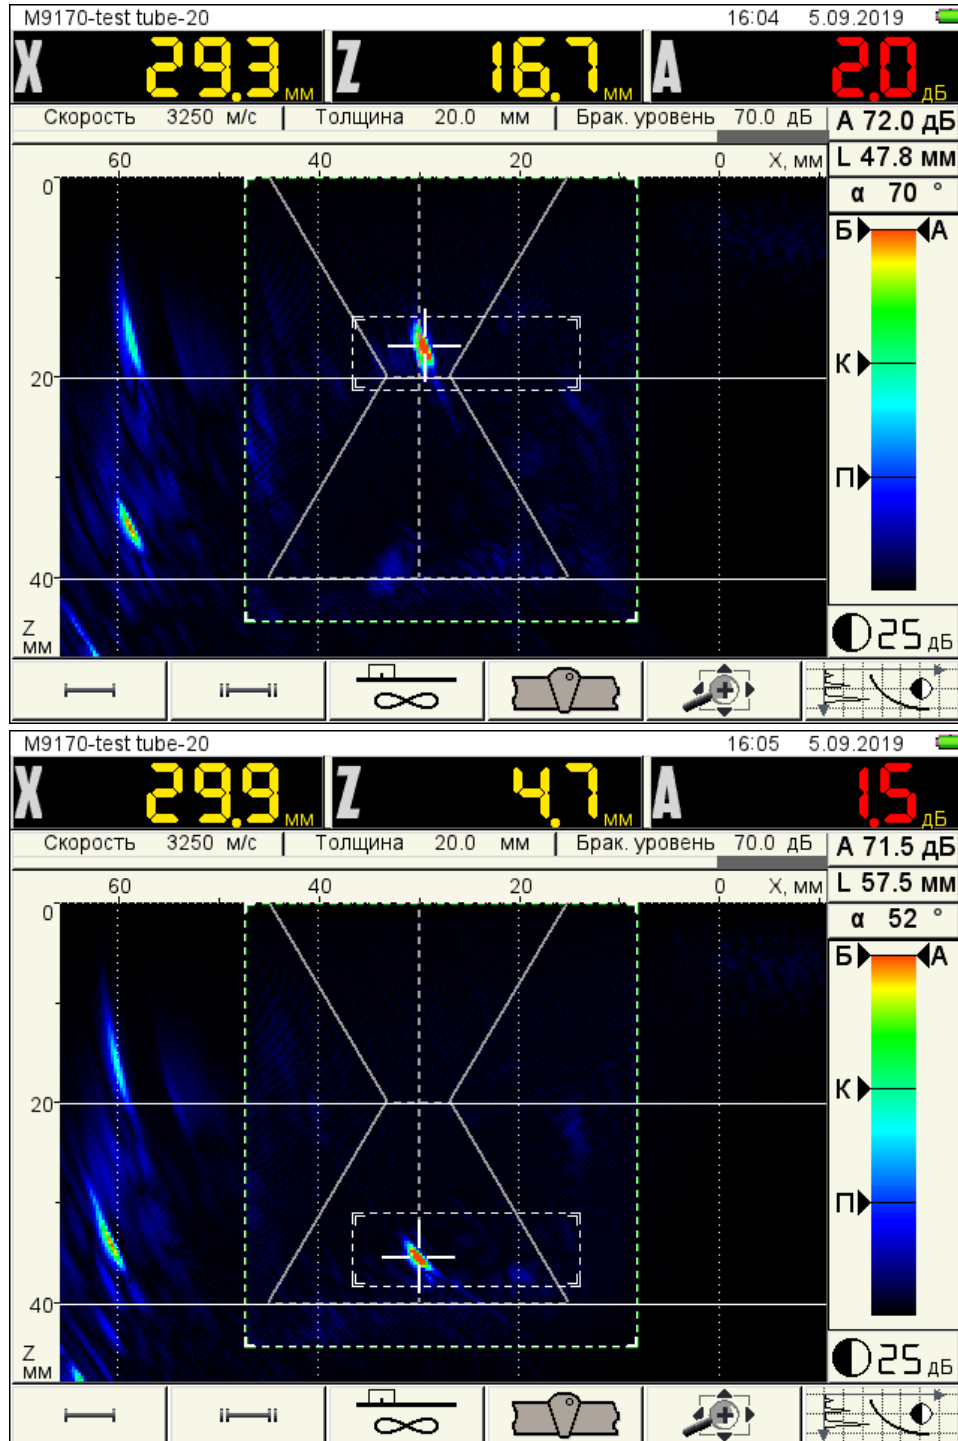 M9170-test tube-20 16:04 5.09.2019
X 29.3 мм Z 16.7 мм A 2.0 дБ
Скорость 3250 м/с Толщина 20.0 мм Брак. уровень 70.0 дБ A 72.0 дБ
60 40 20 0 X, мм L 47.8 мм
0 α 70 °
Б A
К
20
П
40
Z
мм
25 дБ
M9170-test tube-20 16:05 5.09.2019
X 29.9 мм Z 4.7 мм A 1.5 дБ
Скорость 3250 м/с Толщина 20.0 мм Брак. уровень 70.0 дБ A 71.5 дБ
60 40 20 0 X, мм L 57.5 мм
0 α 52 °
Б A
К
20
П
40
Z
мм
25 дБ